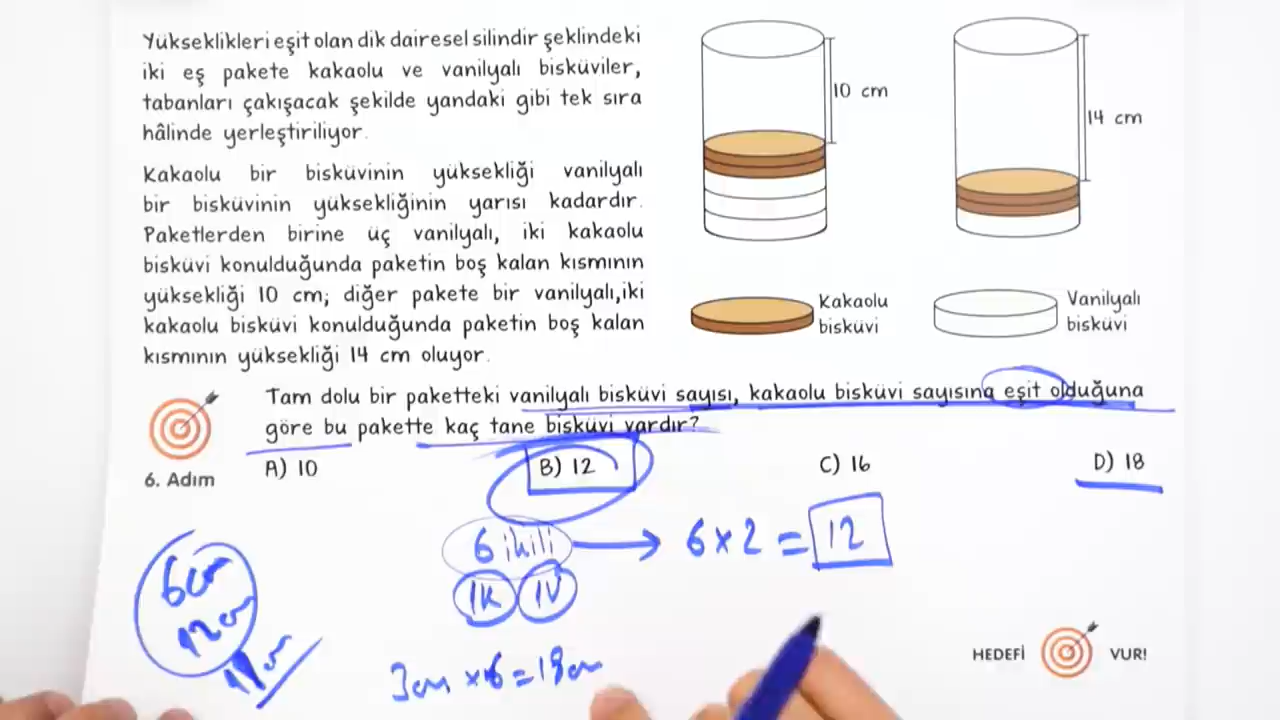 Yükseklikleri eşit olan dik dairesel silindir şeklindeki
iki eş pakete kakaolu ve vanilyalı bisküviler,
tabanları çakışacak şekilde yandaki gibi tek sıra
hâlinde yerleştiriliyor.
Kakaolu bir bisküvinin yüksekliği vanilyalı
bir bisküvinin yüksekliğinin yarısı kadardır.
Paketlerden birine üç vanilyalı, iki kakaolu
bisküvi konulduğunda paketin boş kalan kısmının
yüksekliği 10 cm; diğer pakete bir vanilyalı,iki
kakaolu bisküvi konulduğunda paketin boş kalan
kısmının yüksekliği 14 cm oluyor.
10 cm
14 cm
Kakaolu
bisküvi
Vanilyalı
bisküvi
Tam dolu bir paketteki vanilyalı bisküvi sayısı, kakaolu bisküvi sayısına eşit olduğuna
göre bu pakette kaç tane bisküvi vardır?
6. Adım
A) 10
B) 12
C) 16
D) 18
6 ikili
6 x 2 = 12
1K 1V
6cm
12cm
3cm x 6 = 18cm
HEDEFİ VUR!